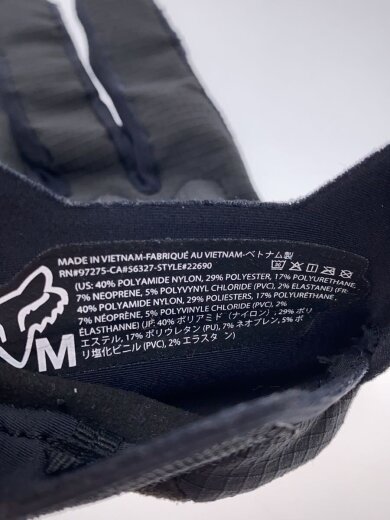 MADE IN VIETNAM-FABRIQUÉ AU VIETNAM-ベトナム製
RN#97275-CA#56327-STYLE#22690
(US: 40% POLYAMIDE NYLON, 29% POLYESTER, 17% POLYURETHANE,
7% NEOPRENE, 5% POLYVYNYL CHLORIDE (PVC), 2% ELASTANE) (FR:
40% POLYAMIDE NYLON, 29% POLIESTERS, 17% POLYURÉTHANE,
7% NÉOPRÈNE, 5% POLYVINYLE CHLORIDE (PVC), 2%
ÉLASTHANNE) (JP: 40% ポリアミド（ナイロン）, 29% ポリ
エステル, 17% ポリウレタン (PU), 7% ネオプレン, 5% ポ
リ塩化ビニル (PVC), 2% エラスタン)
M